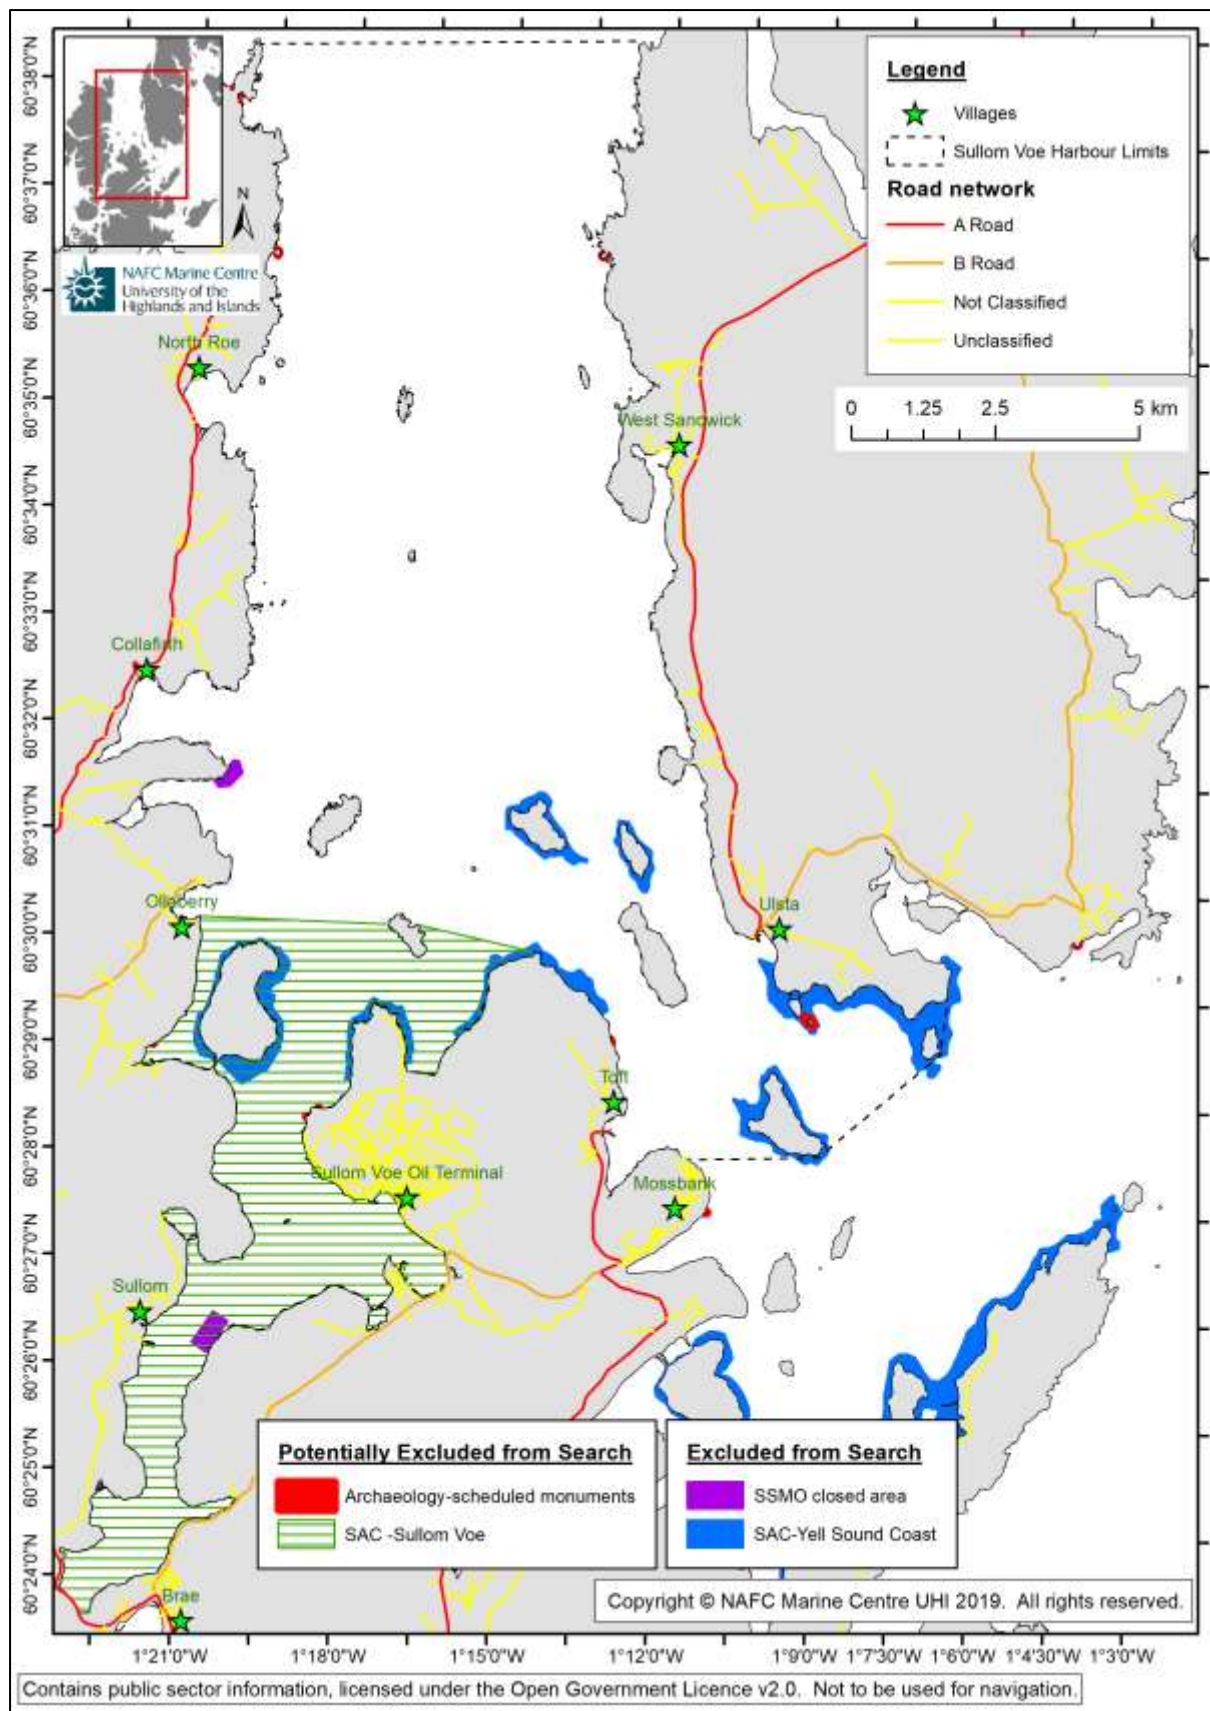 Legend
Villages
Sullom Voe Harbour Limits
Road network
A Road
B Road
Not Classified
Unclassified
0 1.25 2.5 5 km
N
NAFC Marine Centre
University of the
Highlands and Islands
North Roe
West Sandwick
Collafirth
Ollaberry
Ulsta
Toft
Sullom Voe Oil Terminal
Mossbank
Sullom
Brae
60°38'0"N
60°37'0"N
60°36'0"N
60°35'0"N
60°34'0"N
60°33'0"N
60°32'0"N
60°31'0"N
60°30'0"N
60°29'0"N
60°28'0"N
60°27'0"N
60°26'0"N
60°25'0"N
60°24'0"N
Potentially Excluded from Search
Archaeology-scheduled monuments
SAC -Sullom Voe
Excluded from Search
SSMO closed area
SAC-Yell Sound Coast
Copyright © NAFC Marine Centre UHI 2019. All rights reserved.
1°21'0"W 1°18'0"W 1°15'0"W 1°12'0"W 1°9'0"W 1°7'30"W 1°6'0"W 1°4'30"W 1°3'0"W
Contains public sector information, licensed under the Open Government Licence v2.0. Not to be used for navigation.